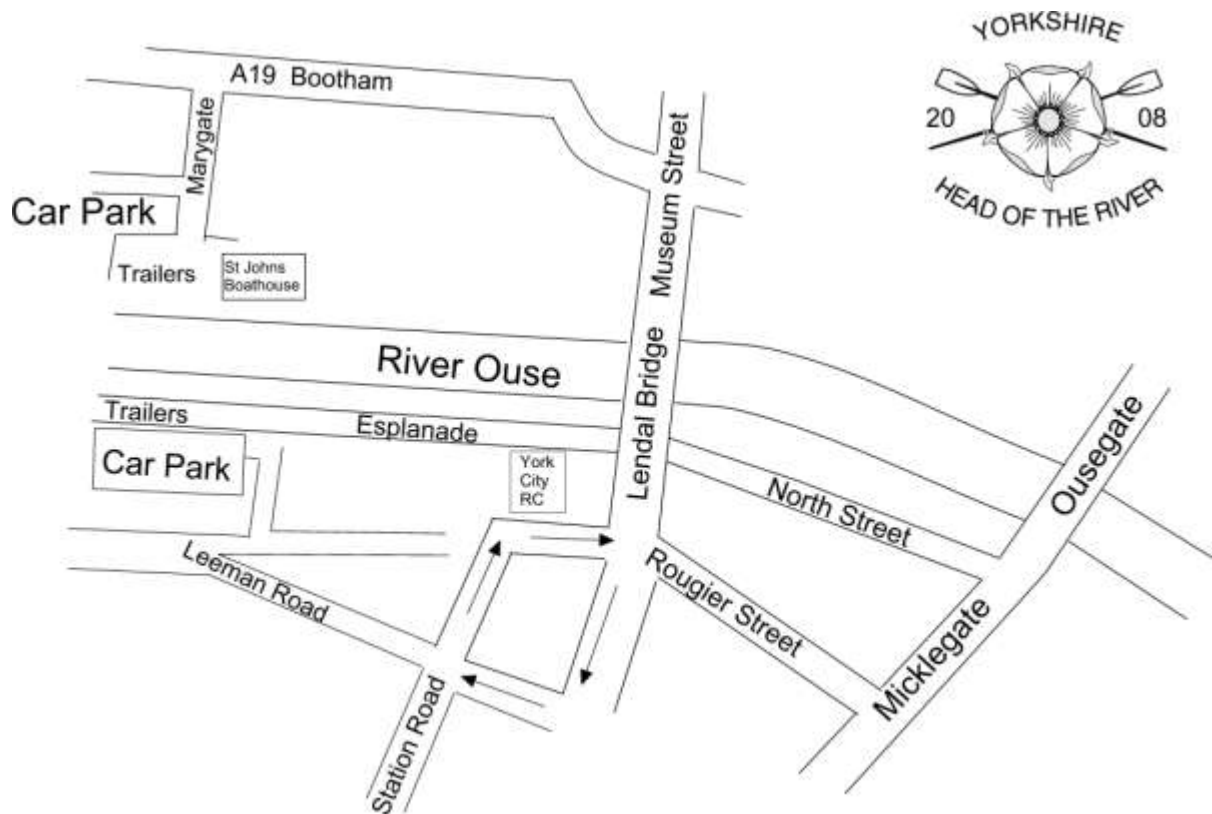 YORKSHIRE
20 08
HEAD OF THE RIVER
A19 Bootham
Marygate
Museum Street
Car Park
Trailers
St Johns
Boathouse
River Ouse
Lendal Bridge
Trailers
Esplanade
Car Park
York
City
RC
North Street
Ousegate
Leeman Road
Rougier Street
Micklegate
Station Road